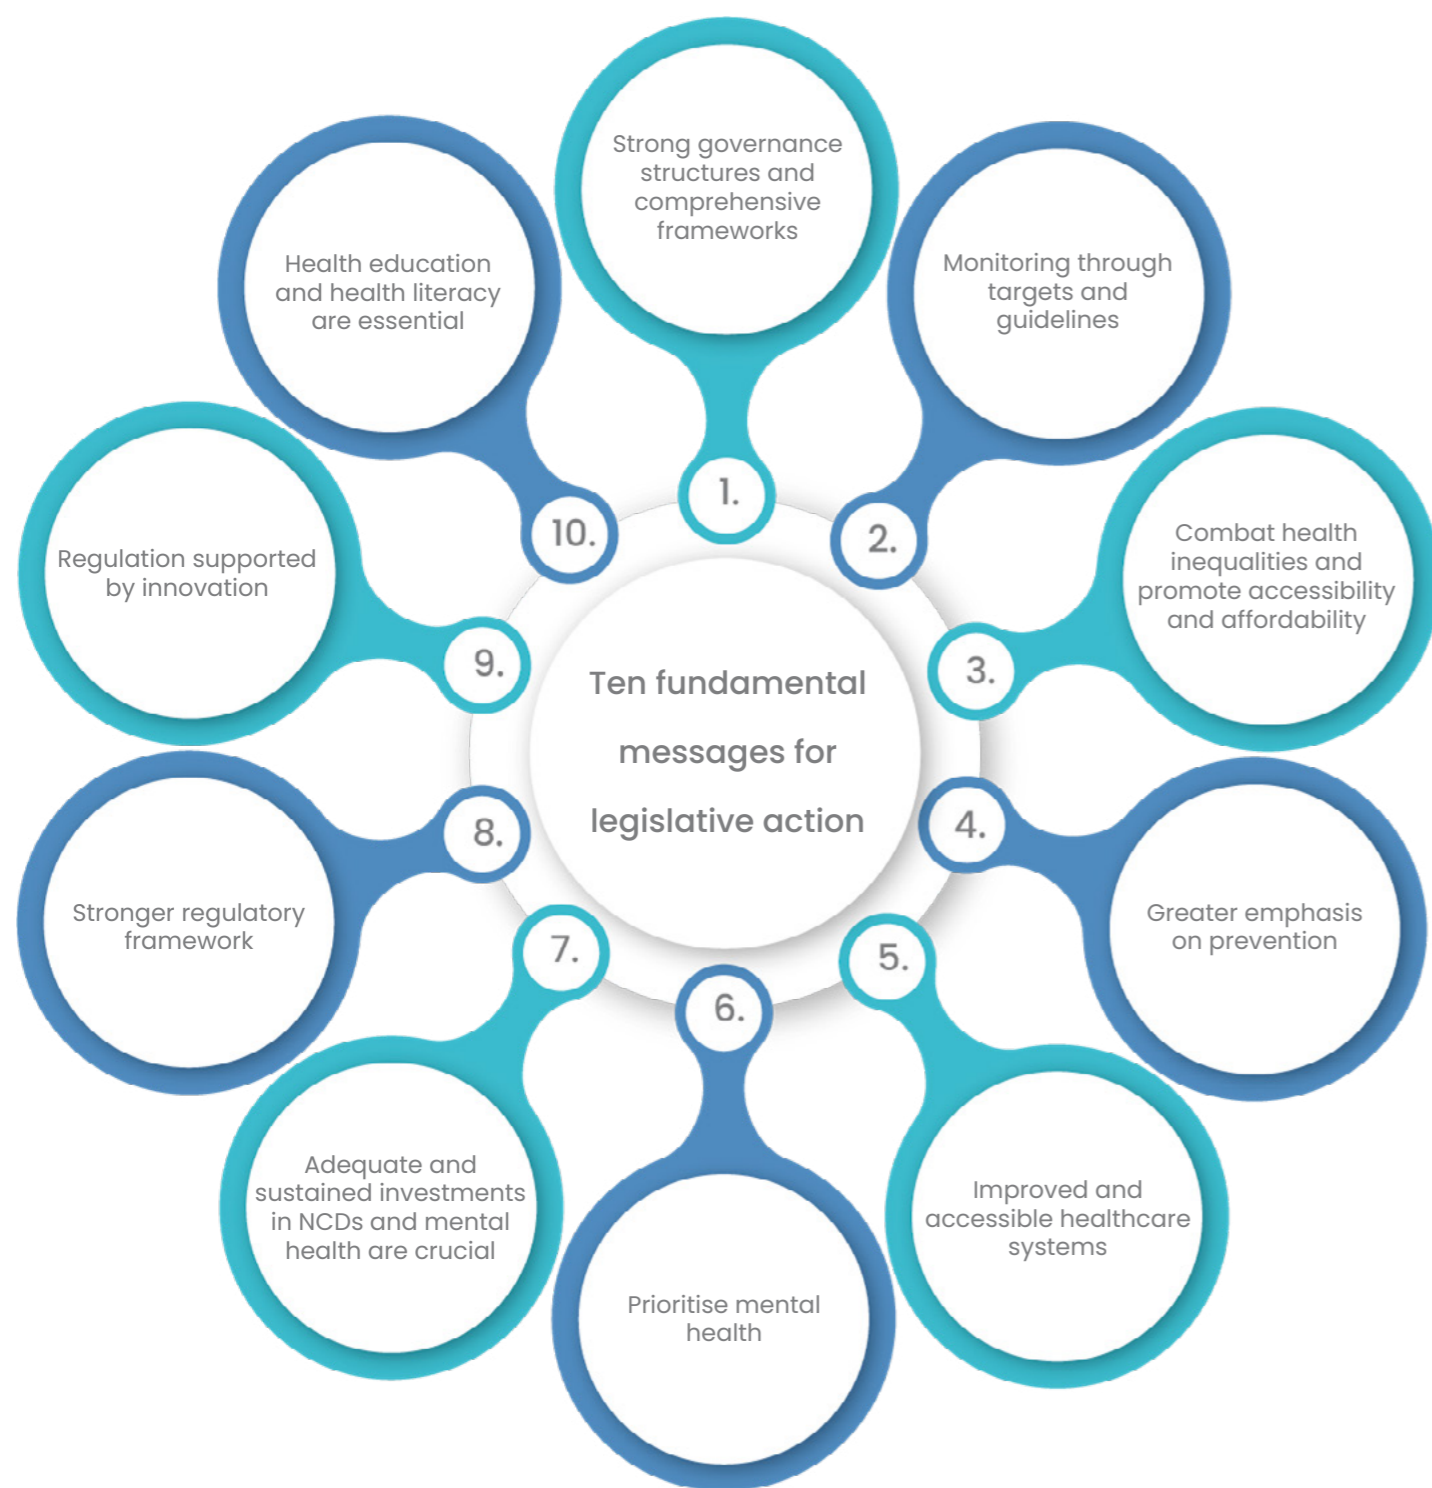 Ten fundamental
messages for
legislative action
1.
Strong governance
structures and
comprehensive
frameworks
2.
Monitoring through
targets and
guidelines
3.
Combat health
inequalities and
promote accessibility
and affordability
4.
Greater emphasis
on prevention
5.
Improved and
accessible healthcare
systems
6.
Prioritise mental
health
7.
Adequate and
sustained investments
in NCDs and mental
health are crucial
8.
Stronger regulatory
framework
9.
Regulation supported
by innovation
10.
Health education
and health literacy
are essential